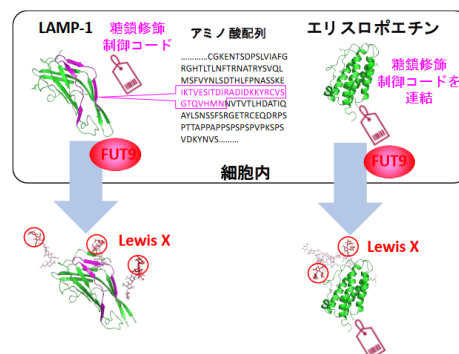 LAMP-1
糖鎖修飾
制御コード
アミノ酸配列
…………CGKENTSDPSLVIAFG
RGHTLTLNFTRNATRYSVQL
MSFVYNLSDTHLFPNASSKE
IKTVESITDIRADIDKKYRCVS
GTQVHMNNVTVTLHDATIQ
AYLSNSSFSRGETRCEQDRPS
PTTAPPAPPSPSPSPVPKSPS
VDKYNVS………
エリスロポエチン
糖鎖修飾
制御コードを
連結
FUT9
FUT9
細胞内
Lewis X
Lewis X